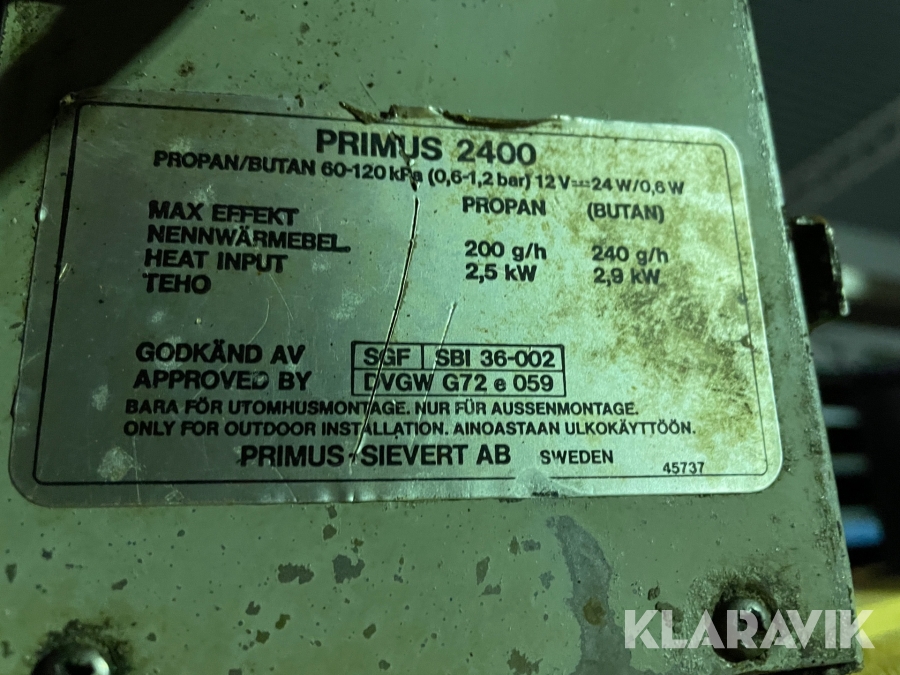 PRIMUS 2400
PROPAN/BUTAN 60-120 kPa (0,6-1,2 bar) 12 V⎓24 W/0,6 W
MAX EFFEKT PROPAN (BUTAN)
NENNWÄRMEBEL. 200 g/h 240 g/h
HEAT INPUT 2,5 kW 2,9 kW
TEHO
GODKÄND AV SGF SBI 36-002
APPROVED BY DVGW G72 e 059
BARA FÖR UTOMHUSMONTAGE. NUR FÜR AUSSENMONTAGE.
ONLY FOR OUTDOOR INSTALLATION. AINOASTAAN ULKOKÄYTTÖÖN.
PRIMUS-SIEVERT AB SWEDEN 45737
KLARAVIK